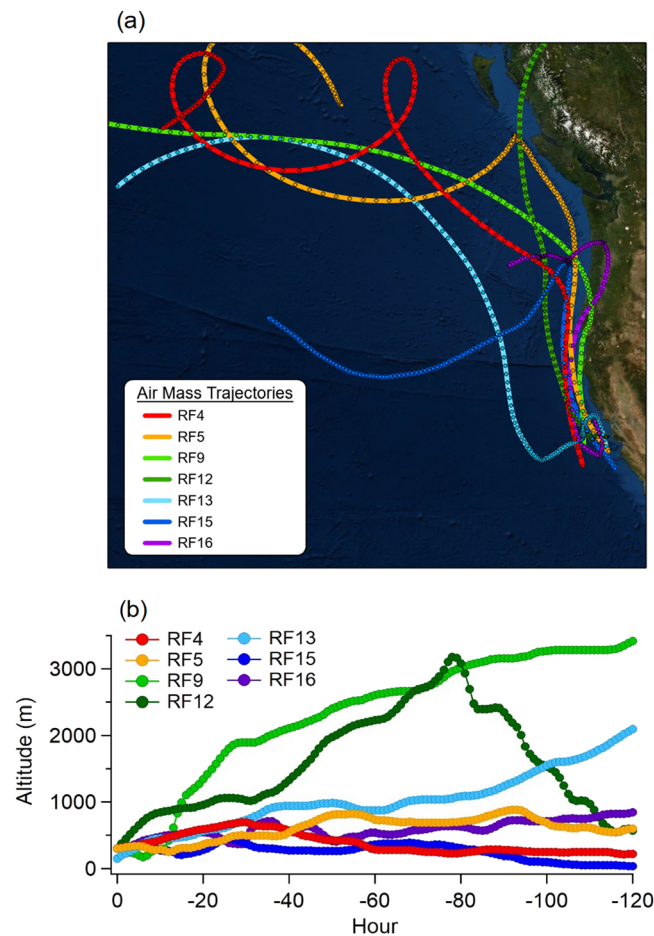 (a)
Air Mass Trajectories
RF4
RF5
RF9
RF12
RF13
RF15
RF16
(b)
RF4
RF5
RF9
RF12
RF13
RF15
RF16
Altitude (m)
3000
2000
1000
0
0
-20
-40
-60
-80
-100
-120
Hour